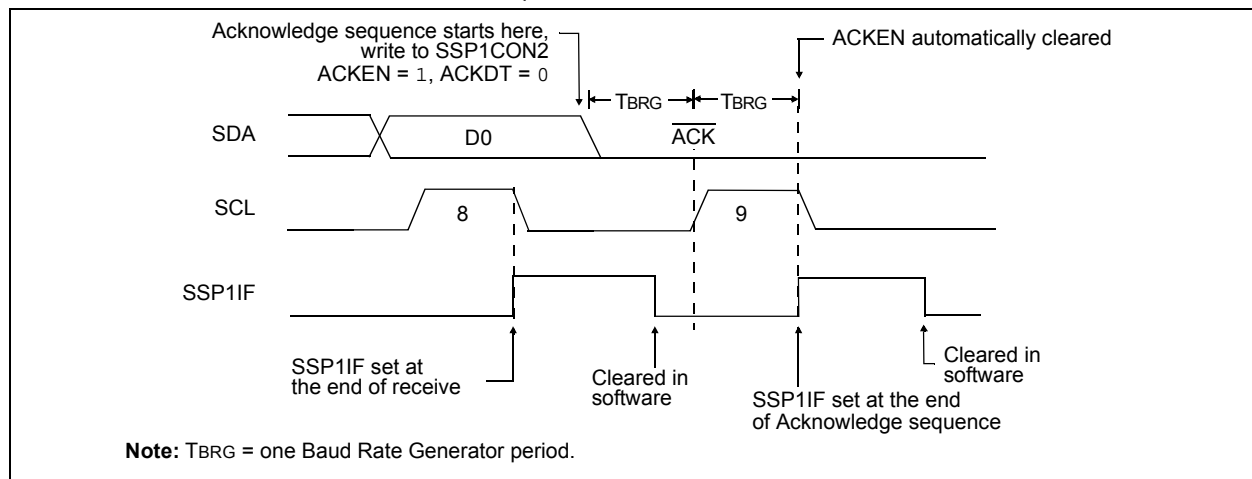 Acknowledge sequence starts here,
write to SSP1CON2
ACKEN = 1, ACKDT = 0
ACKEN automatically cleared
TBRG
TBRG
SDA
D0
ACK
SCL
8
9
SSP1IF
SSP1IF set at
the end of receive
Cleared in
software
SSP1IF set at the end
of Acknowledge sequence
Cleared in
software
Note: TBRG = one Baud Rate Generator period.